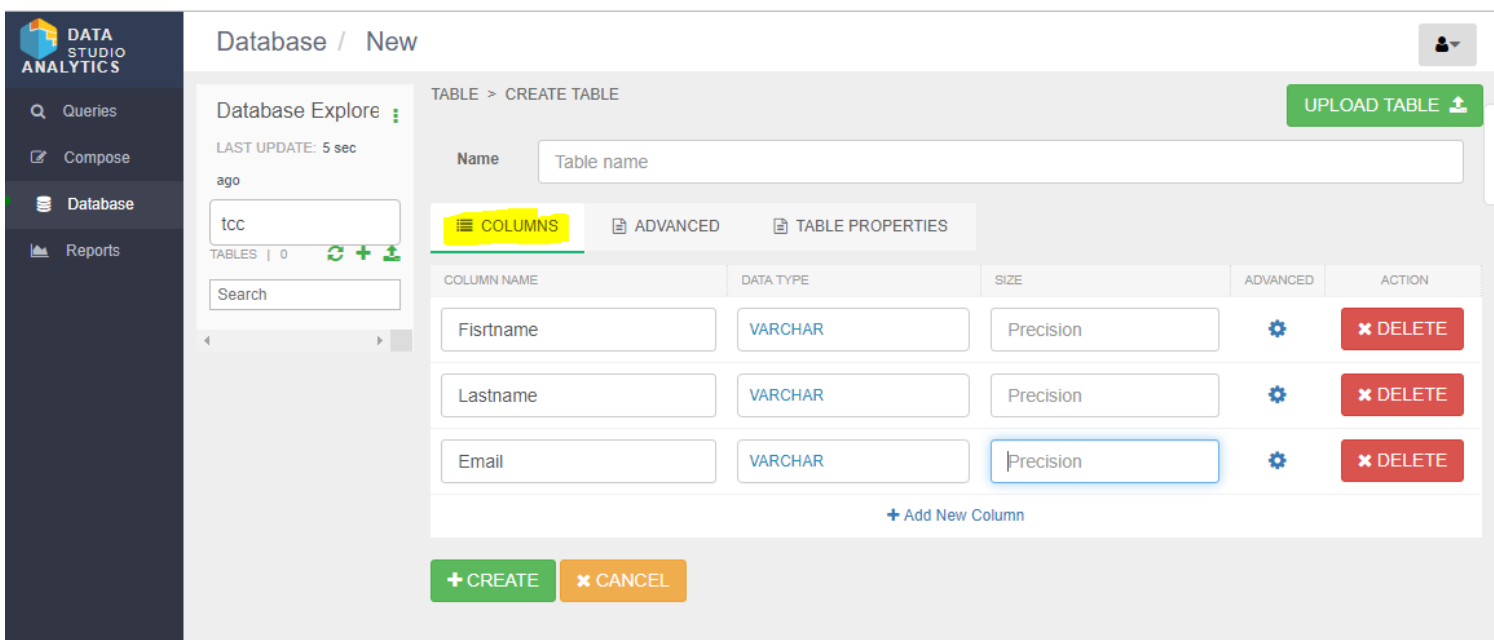 DATA
STUDIO
ANALYTICS
Database / New
Queries
Compose
Database
Reports
Database Explore
LAST UPDATE: 5 sec
ago
tcc
TABLES | 0
Search
TABLE > CREATE TABLE
UPLOAD TABLE
Name Table name
COLUMNS ADVANCED TABLE PROPERTIES
COLUMN NAME DATA TYPE SIZE ADVANCED ACTION
Fisrtname VARCHAR Precision DELETE
Lastname VARCHAR Precision DELETE
Email VARCHAR Precision DELETE
+ Add New Column
+ CREATE × CANCEL